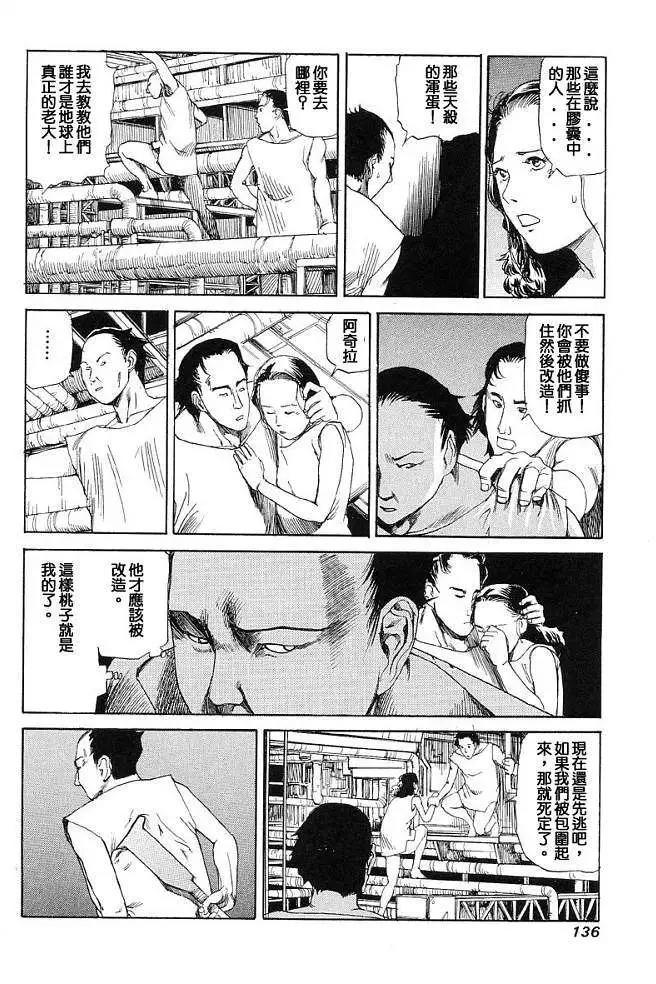 這麼說．．．
那些在膠囊中
的人．．．
那些天殺
的渾蛋！
你要去
哪裡？
我去教教他們
誰才是地球上
真正的老大！
不要做傻事！
你會被他們抓
住然後改造！
阿奇拉
．．．．．．
他才應該被
改造。
這樣桃子就是
我的了。
現在還是先逃吧，
如果我們被包圍起
來，那就死定了。
136